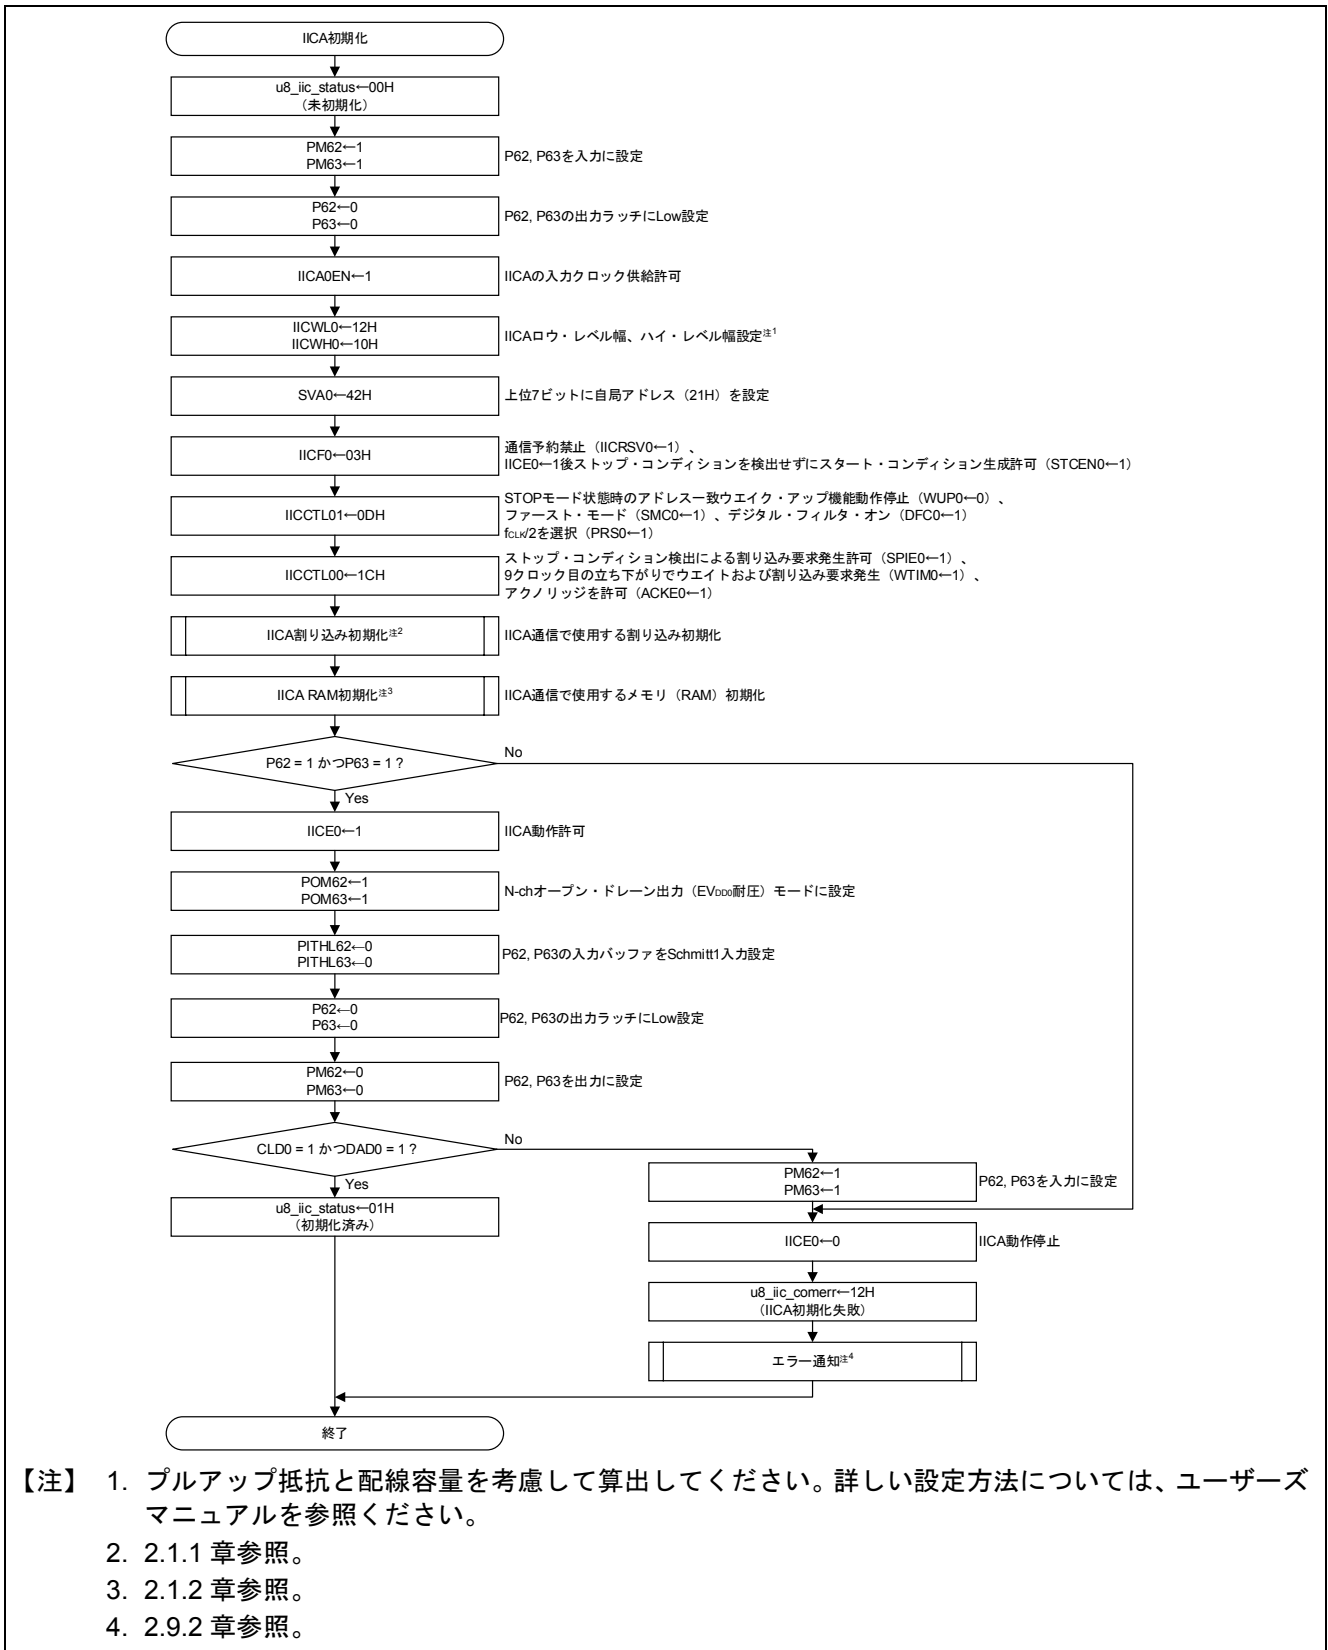 IICA初期化
u8_iic_status←00H
（未初期化）
PM62←1
PM63←1
P62, P63を入力に設定
P62←0
P63←0
P62, P63の出力ラッチにLow設定
IICA0EN←1
IICAの入力クロック供給許可
IICWL0←12H
IICWH0←10H
IICAロウ・レベル幅、ハイ・レベル幅設定注1
SVA0←42H
上位7ビットに自局アドレス（21H）を設定
IICF0←03H
通信予約禁止（IICRSV0←1）、
IICE0←1後ストップ・コンディションを検出せずにスタート・コンディション生成許可（STCEN0←1）
IICCTL01←0DH
STOPモード状態時のアドレス一致ウエイク・アップ機能動作停止（WUP0←0）、
ファースト・モード（SMC0←1）、デジタル・フィルタ・オン（DFC0←1）
fCLK/2を選択（PRS0←1）
IICCTL00←1CH
ストップ・コンディション検出による割り込み要求発生許可（SPIE0←1）、
9クロック目の立ち下がりでウエイトおよび割り込み要求発生（WTIM0←1）、
アクノリッジを許可（ACKE0←1）
IICA割り込み初期化注2
IICA通信で使用する割り込み初期化
IICA RAM初期化注3
IICA通信で使用するメモリ（RAM）初期化
P62 = 1 かつP63 = 1 ?
No
Yes
IICE0←1
IICA動作許可
POM62←1
POM63←1
N-chオープン・ドレーン出力（EVDD0耐圧）モードに設定
PITHL62←0
PITHL63←0
P62, P63の入力バッファをSchmitt1入力設定
P62←0
P63←0
P62, P63の出力ラッチにLow設定
PM62←0
PM63←0
P62, P63を出力に設定
CLD0 = 1 かつDAD0 = 1 ?
No
Yes
PM62←1
PM63←1
P62, P63を入力に設定
u8_iic_status←01H
（初期化済み）
IICE0←0
IICA動作停止
u8_iic_comerr←12H
（IICA初期化失敗）
エラー通知注4
終了
【注】 1. プルアップ抵抗と配線容量を考慮して算出してください。詳しい設定方法については、ユーザーズ
マニュアルを参照ください。
2. 2.1.1 章参照。
3. 2.1.2 章参照。
4. 2.9.2 章参照。